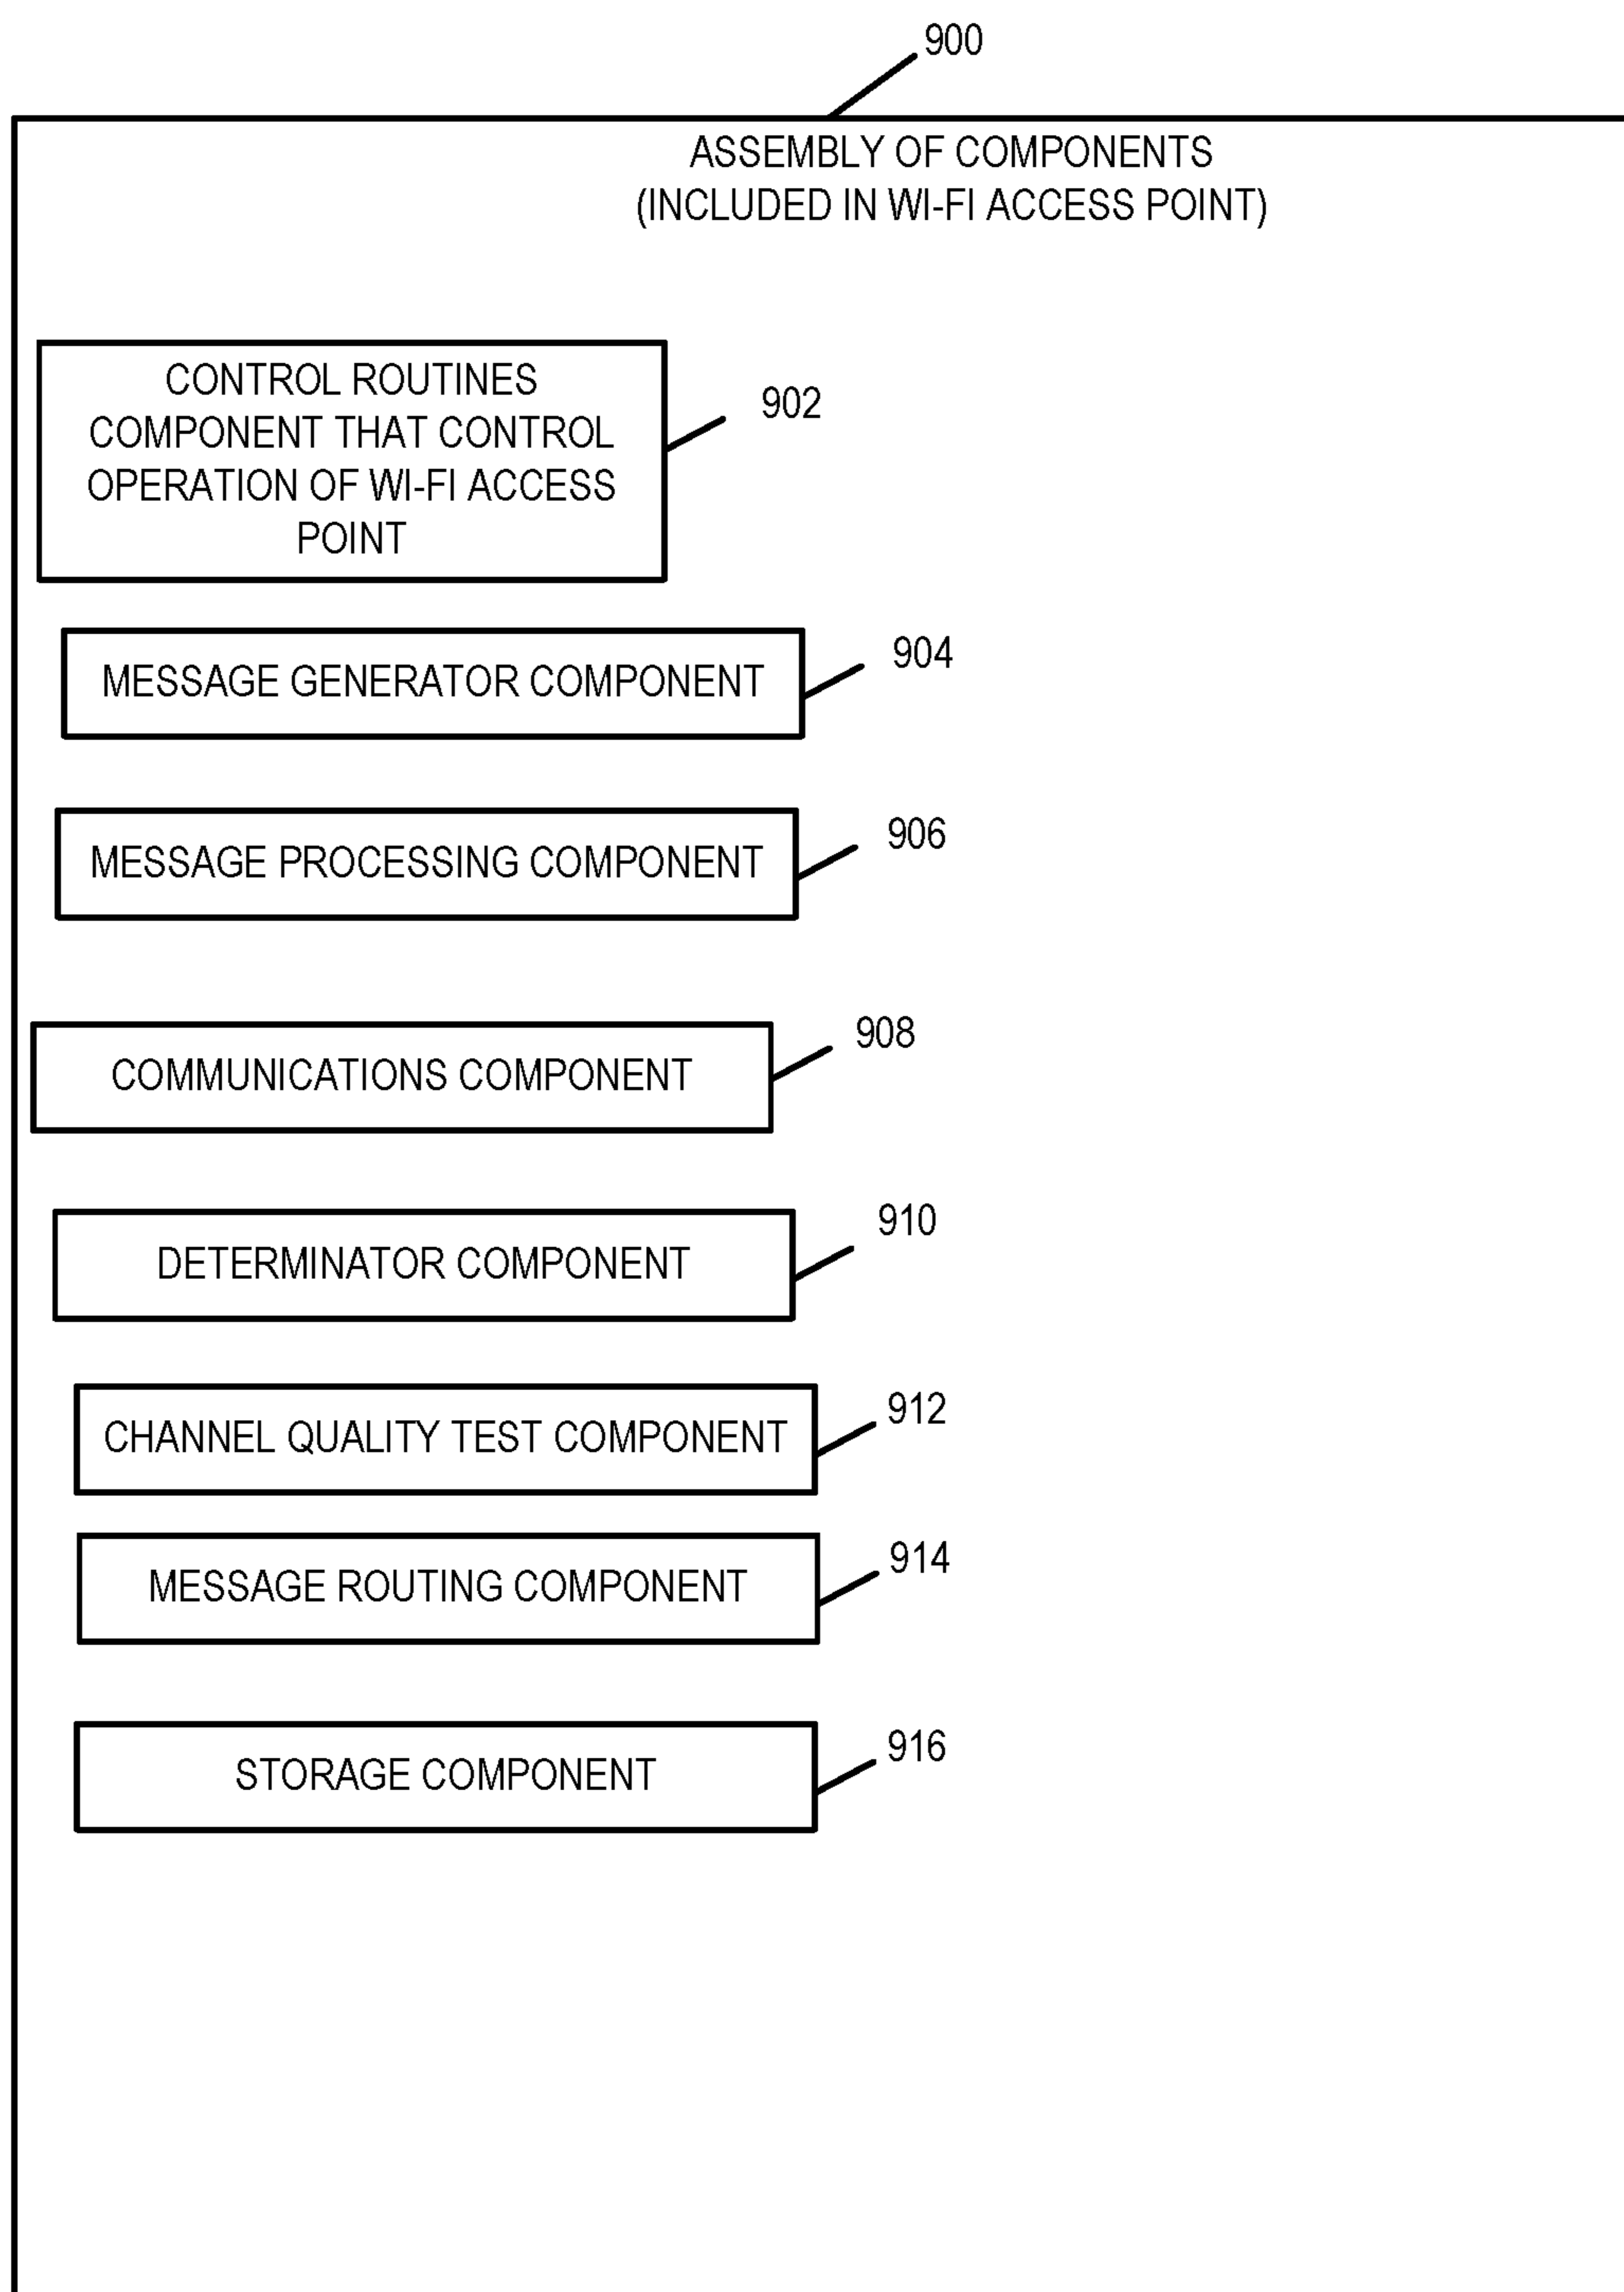 900
ASSEMBLY OF COMPONENTS
(INCLUDED IN WI-FI ACCESS POINT)
CONTROL ROUTINES
COMPONENT THAT CONTROL
OPERATION OF WI-FI ACCESS
POINT
902
MESSAGE GENERATOR COMPONENT
904
MESSAGE PROCESSING COMPONENT
906
COMMUNICATIONS COMPONENT
908
DETERMINATOR COMPONENT
910
CHANNEL QUALITY TEST COMPONENT
912
MESSAGE ROUTING COMPONENT
914
STORAGE COMPONENT
916